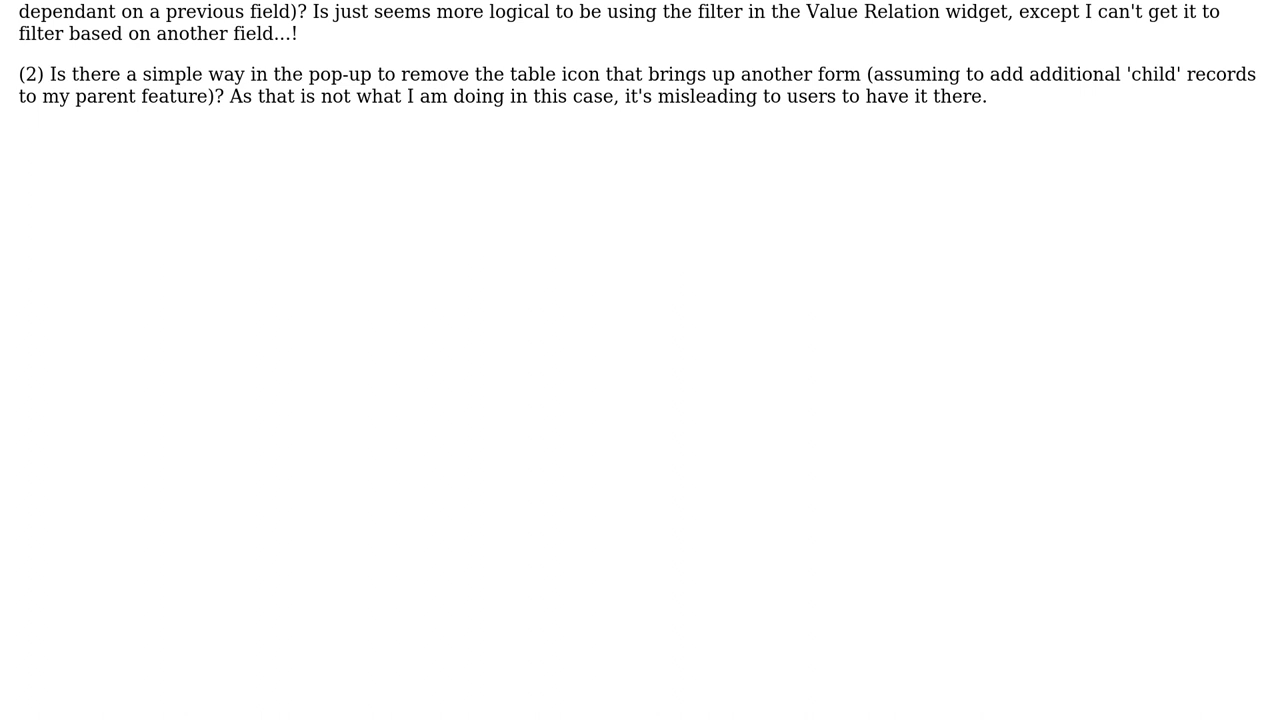 dependant on a previous field)? Is just seems more logical to be using the filter in the Value Relation widget, except I can't get it to
filter based on another field...!
(2) Is there a simple way in the pop-up to remove the table icon that brings up another form (assuming to add additional 'child' records
to my parent feature)? As that is not what I am doing in this case, it's misleading to users to have it there.